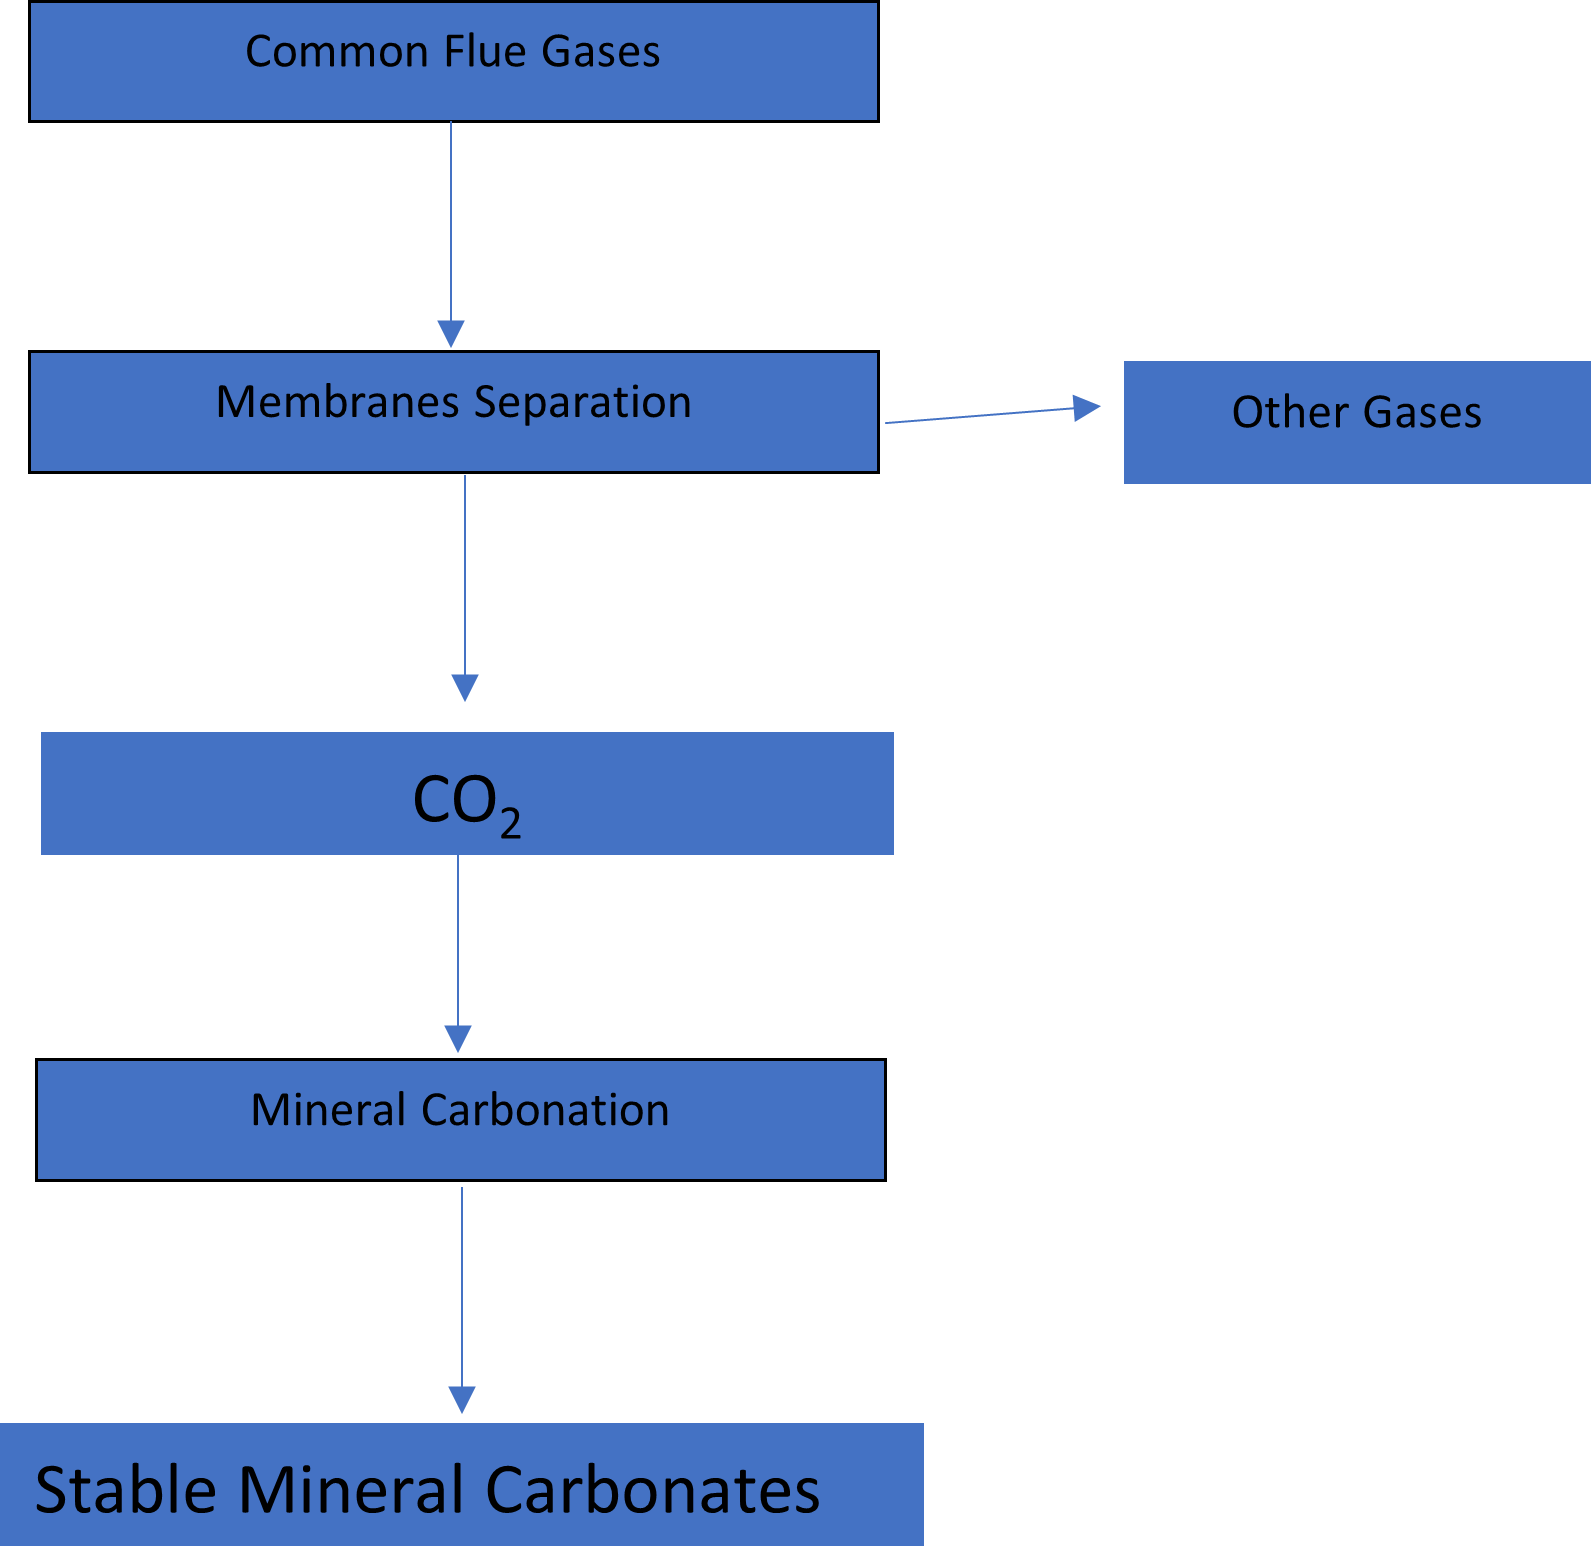 Common Flue Gases
Membranes Separation
Other Gases
CO₂
Mineral Carbonation
Stable Mineral Carbonates